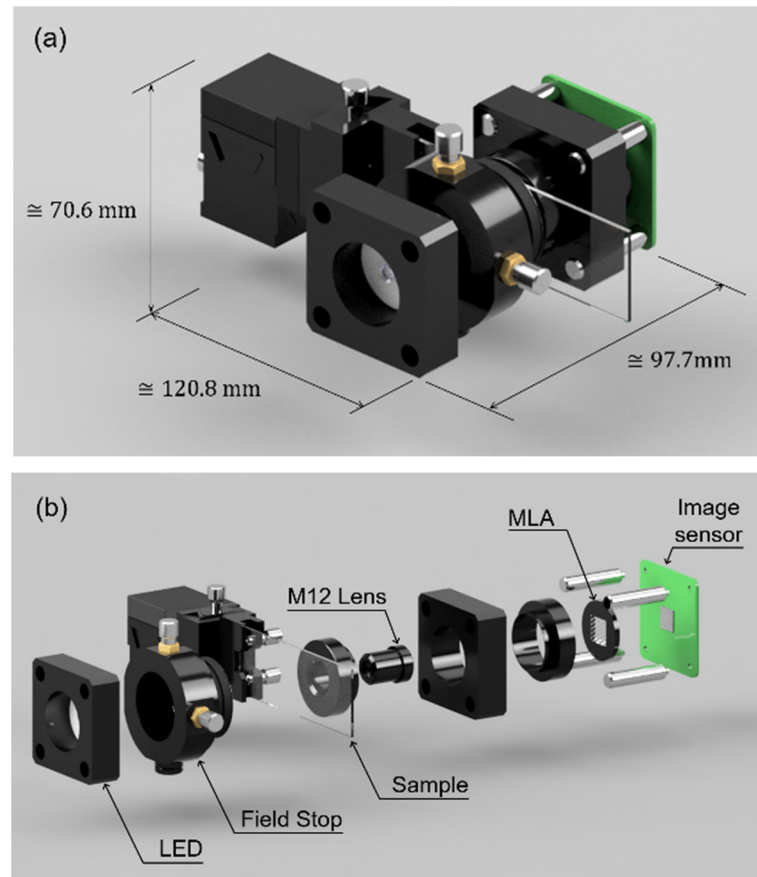 (a)
≅ 70.6 mm
≅ 120.8 mm
≅ 97.7mm
(b)
Image
sensor
MLA
M12 Lens
Sample
Field Stop
LED